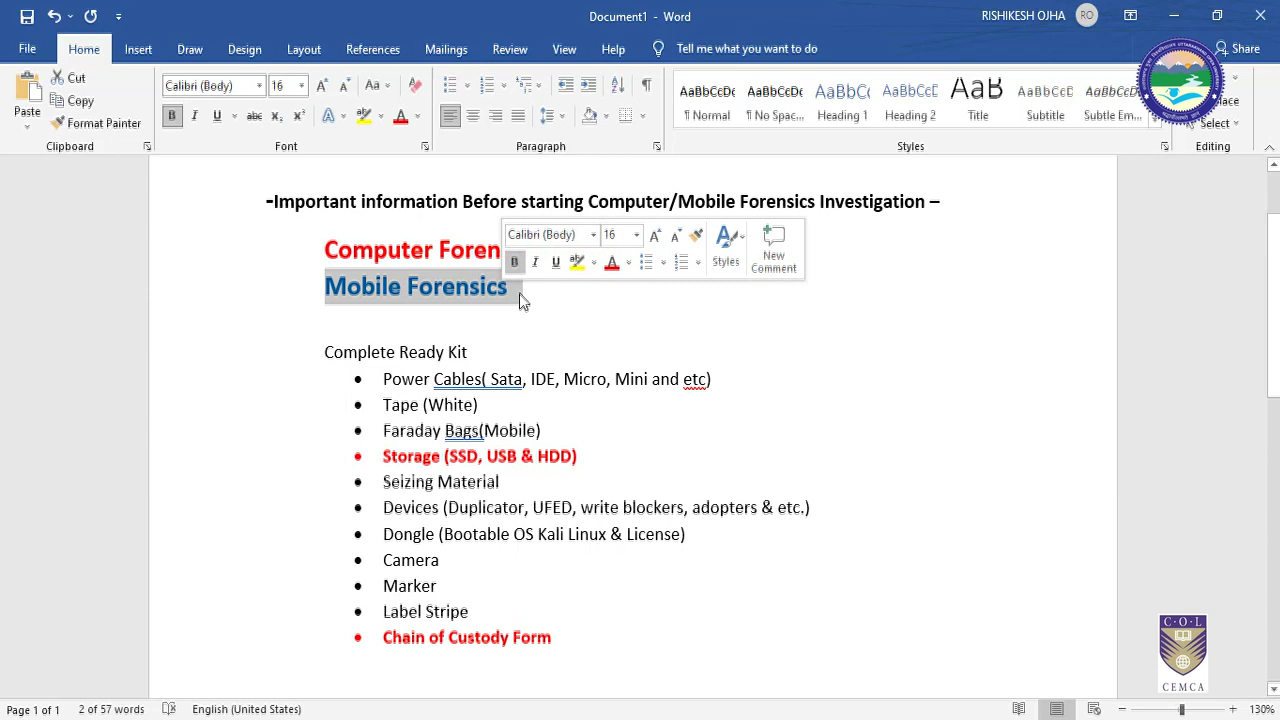 Document1 - Word
RISHIKESH OJHA RO
File Home Insert Draw Design Layout References Mailings Review View Help Tell me what you want to do Share
Paste
Cut
Copy
Format Painter
Clipboard
Calibri (Body) 16
Font
Paragraph
AaBbCcDc AaBbCcDc AaBbC AaBbCcE AaB AaBbCcD AaBbCcD
¶ Normal ¶ No Spac... Heading 1 Heading 2 Title Subtitle Subtle Em...
Styles
Select
Editing
-Important information Before starting Computer/Mobile Forensics Investigation –
Computer Foren
Mobile Forensics
Calibri (Body) 16
Styles
New Comment
Complete Ready Kit
• Power Cables( Sata, IDE, Micro, Mini and etc)
• Tape (White)
• Faraday Bags(Mobile)
• Storage (SSD, USB & HDD)
• Seizing Material
• Devices (Duplicator, UFED, write blockers, adopters & etc.)
• Dongle (Bootable OS Kali Linux & License)
• Camera
• Marker
• Label Stripe
• Chain of Custody Form
C·O·L
CEMCA
Page 1 of 1 2 of 57 words English (United States) 130%